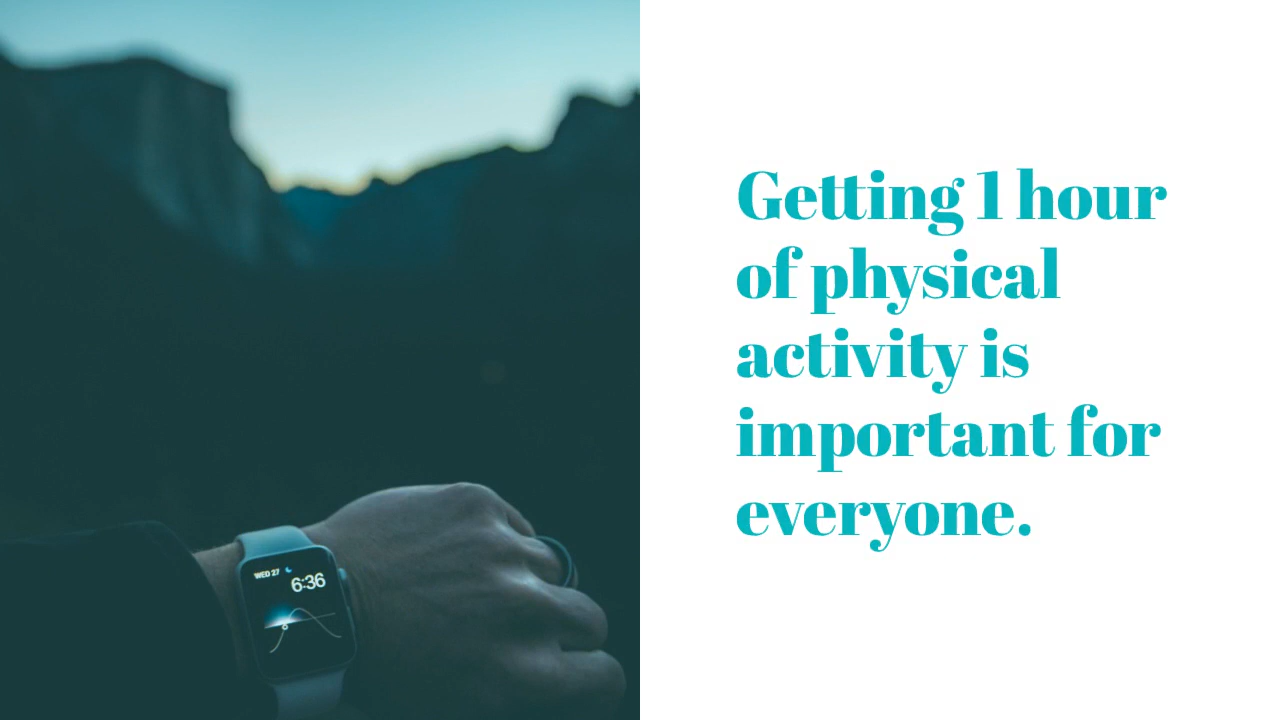 WED 27
6:36
Getting 1 hour
of physical
activity is
important for
everyone.